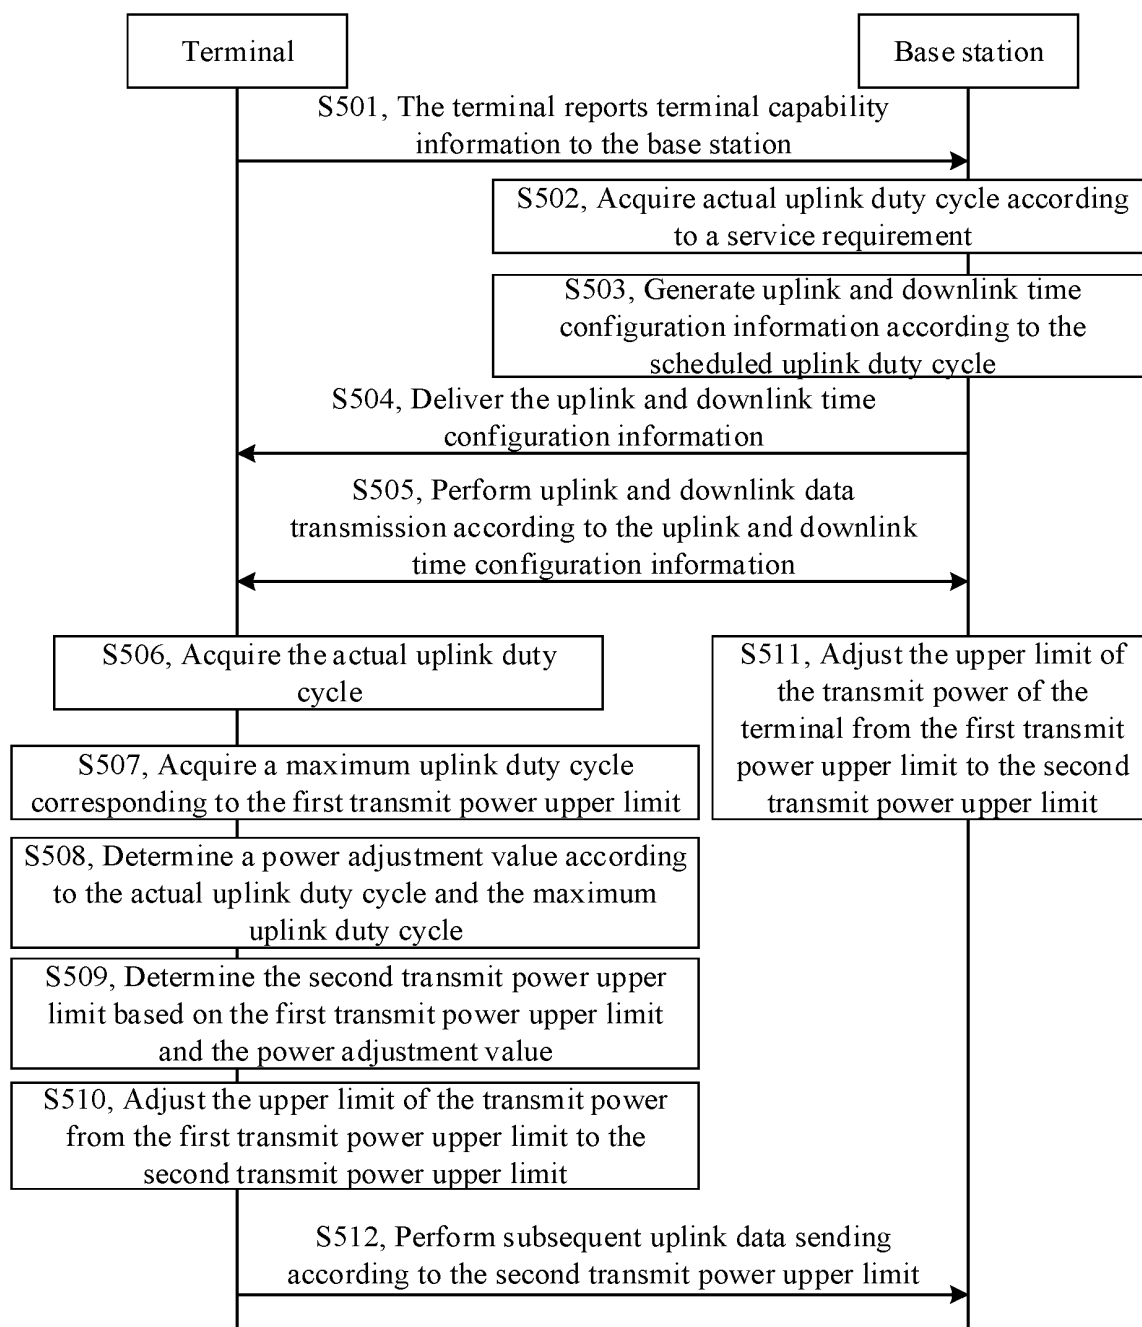 Terminal
Base station
S501, The terminal reports terminal capability
information to the base station
S502, Acquire actual uplink duty cycle according
to a service requirement
S503, Generate uplink and downlink time
configuration information according to the
scheduled uplink duty cycle
S504, Deliver the uplink and downlink time
configuration information
S505, Perform uplink and downlink data
transmission according to the uplink and downlink
time configuration information
S506, Acquire the actual uplink duty
cycle
S507, Acquire a maximum uplink duty cycle
corresponding to the first transmit power upper limit
S508, Determine a power adjustment value according
to the actual uplink duty cycle and the maximum
uplink duty cycle
S509, Determine the second transmit power upper
limit based on the first transmit power upper limit
and the power adjustment value
S510, Adjust the upper limit of the transmit power
from the first transmit power upper limit to the
second transmit power upper limit
S511, Adjust the upper limit of
the transmit power of the
terminal from the first transmit
power upper limit to the second
transmit power upper limit
S512, Perform subsequent uplink data sending
according to the second transmit power upper limit